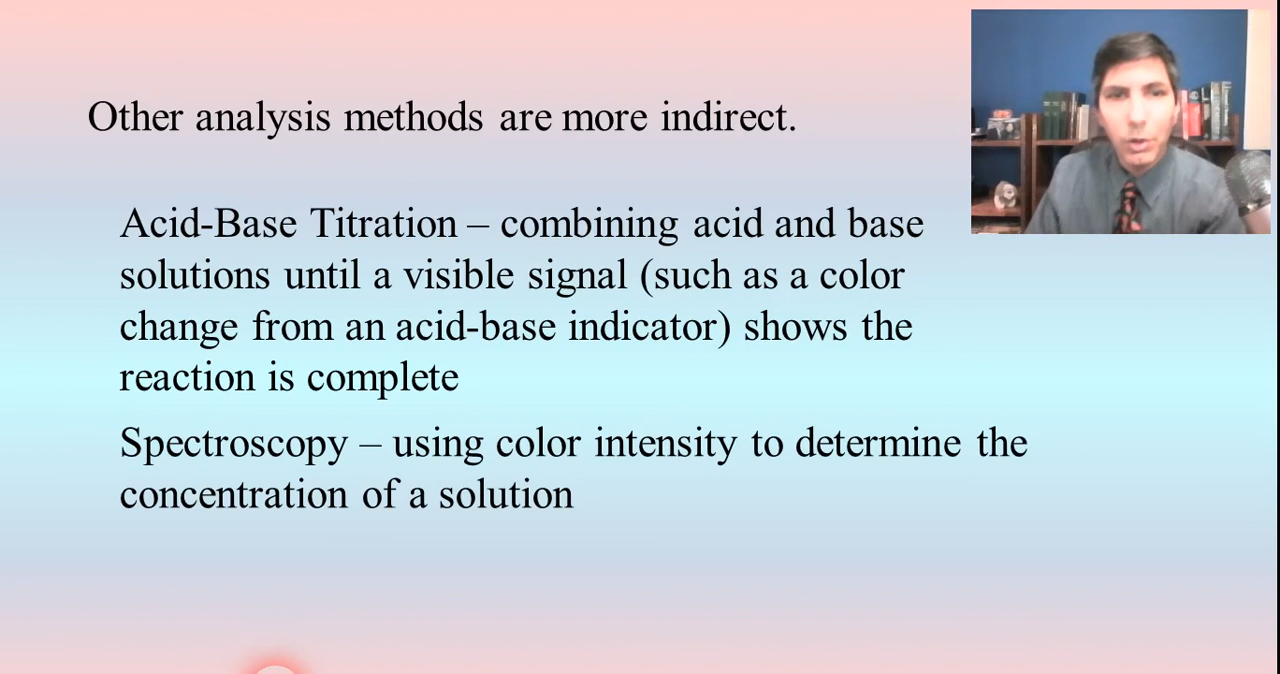 Other analysis methods are more indirect.
Acid-Base Titration – combining acid and base
solutions until a visible signal (such as a color
change from an acid-base indicator) shows the
reaction is complete
Spectroscopy – using color intensity to determine the
concentration of a solution